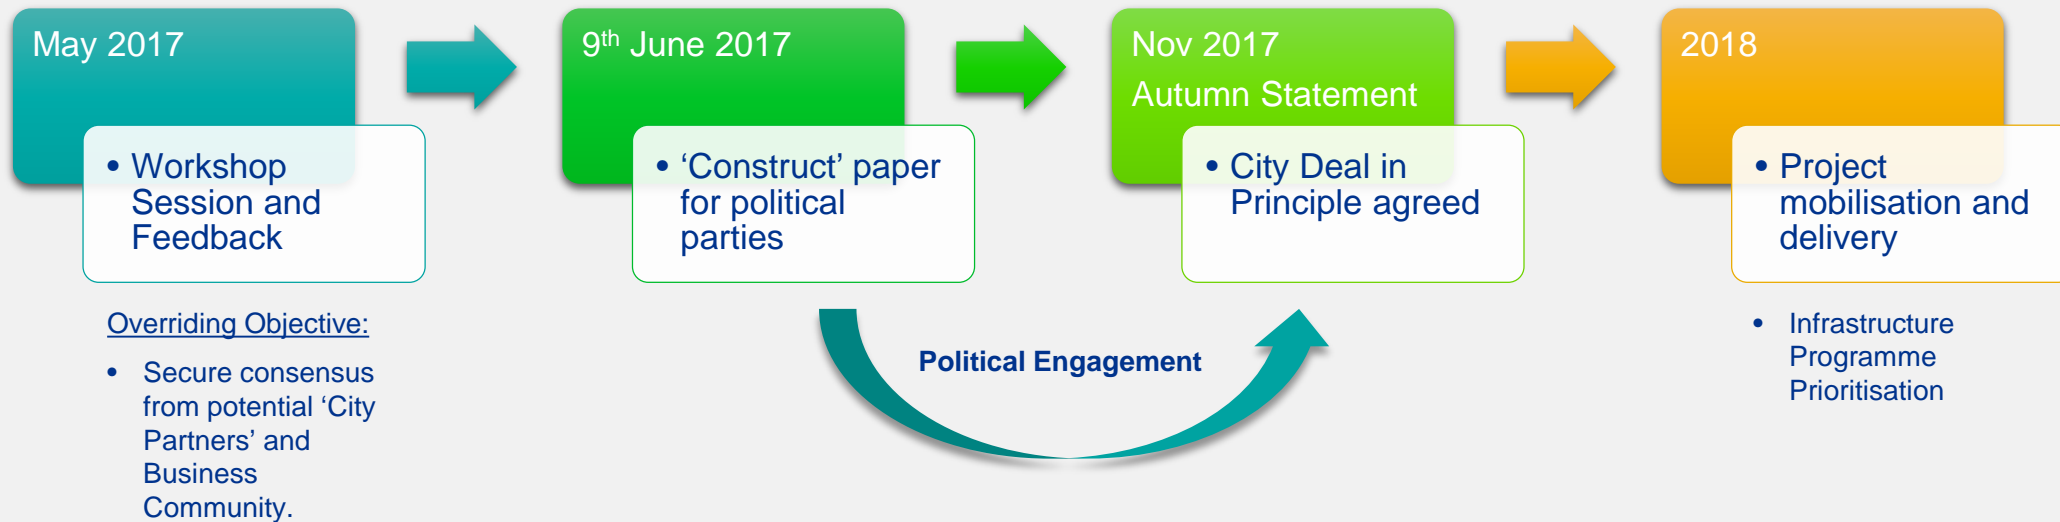 May 2017
• Workshop
Session and
Feedback
Overriding Objective:
• Secure consensus
from potential ‘City
Partners’ and
Business
Community.
9th June 2017
• ‘Construct’ paper
for political
parties
Political Engagement
Nov 2017
Autumn Statement
• City Deal in
Principle agreed
2018
• Project
mobilisation and
delivery
• Infrastructure
Programme
Prioritisation